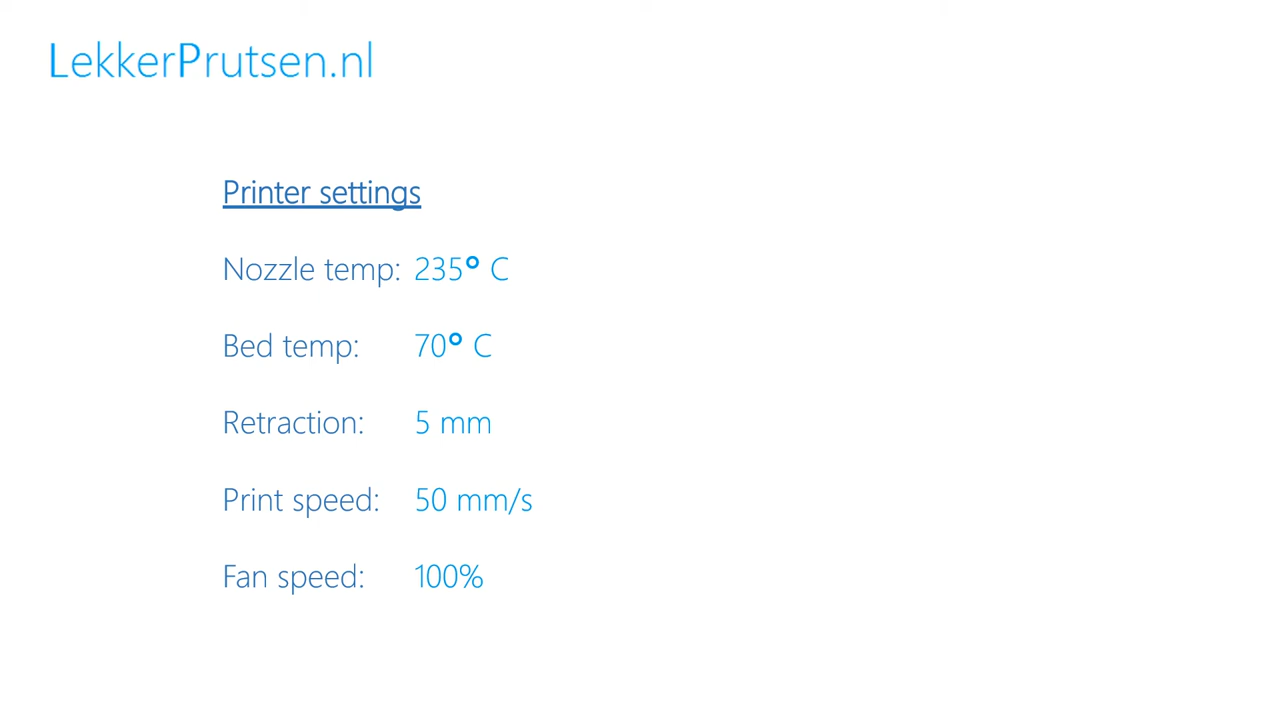 LekkerPrutsen.nl
Printer settings
Nozzle temp: 235° C
Bed temp: 70° C
Retraction: 5 mm
Print speed: 50 mm/s
Fan speed: 100%